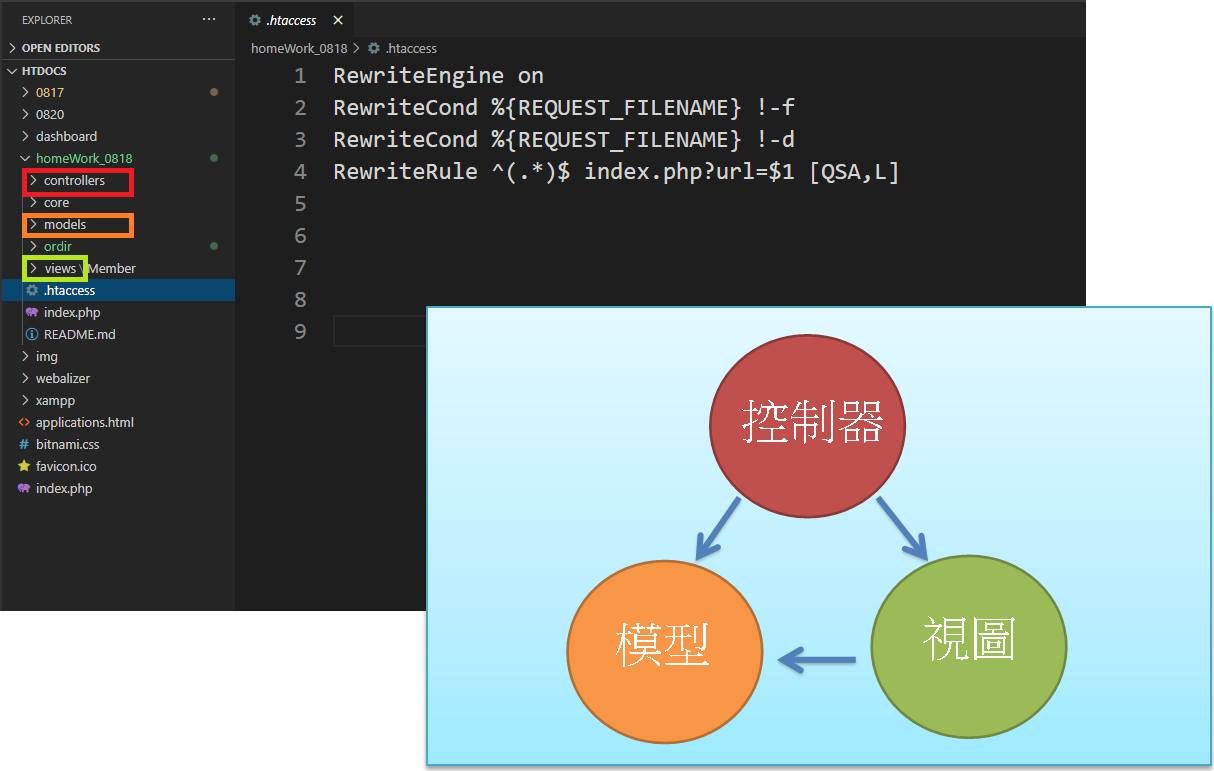 EXPLORER
OPEN EDITORS
HTDOCS
0817
0820
dashboard
homeWork_0818
controllers
core
models
ordir
views \ Member
.htaccess
index.php
README.md
img
webalizer
xampp
applications.html
bitnami.css
favicon.ico
index.php
.htaccess
homeWork_0818 > .htaccess
1 RewriteEngine on
2 RewriteCond %{REQUEST_FILENAME} !-f
3 RewriteCond %{REQUEST_FILENAME} !-d
4 RewriteRule ^(.*)$ index.php?url=$1 [QSA,L]
5
6
7
8
9
控制器
模型
視圖